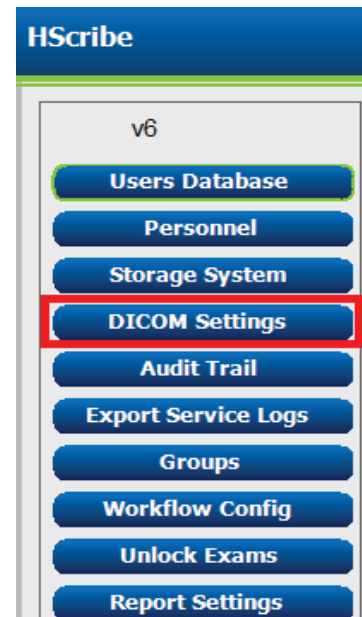 HScribe
v6
Users Database
Personnel
Storage System
DICOM Settings
Audit Trail
Export Service Logs
Groups
Workflow Config
Unlock Exams
Report Settings